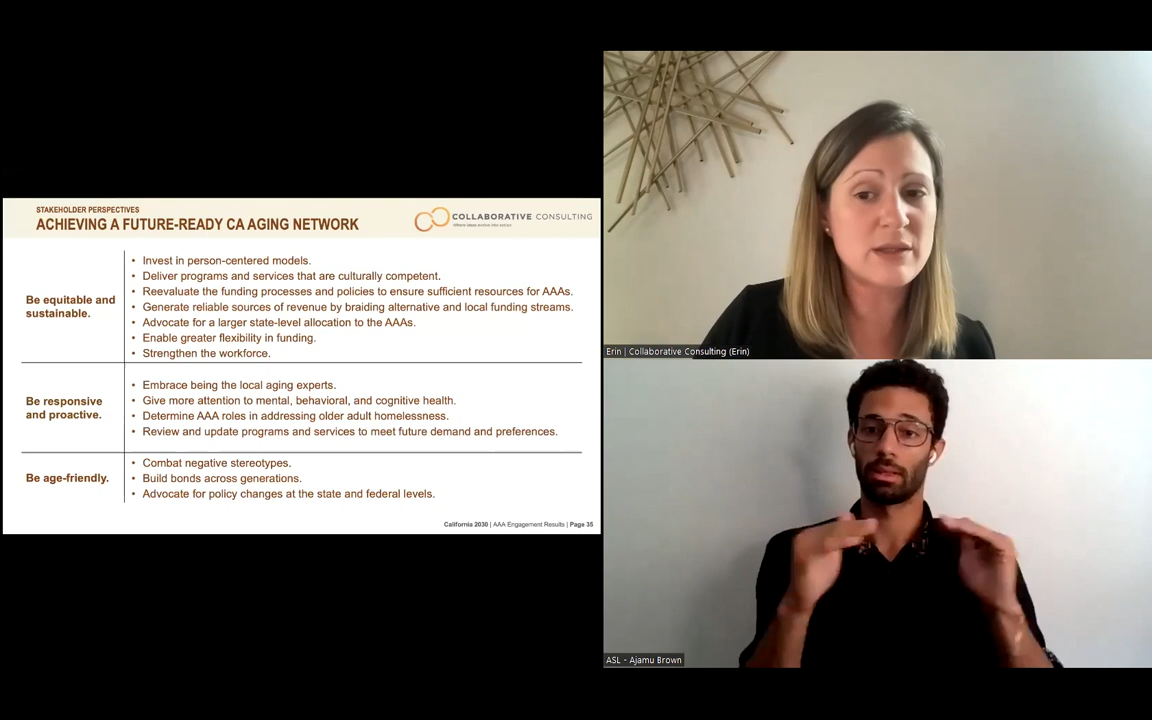 STAKEHOLDER PERSPECTIVES
ACHIEVING A FUTURE-READY CA AGING NETWORK
COLLABORATIVE CONSULTING
Be equitable and
sustainable.
• Invest in person-centered models.
• Deliver programs and services that are culturally competent.
• Reevaluate the funding processes and policies to ensure sufficient resources for AAAs.
• Generate reliable sources of revenue by braiding alternative and local funding streams.
• Advocate for a larger state-level allocation to the AAAs.
• Enable greater flexibility in funding.
• Strengthen the workforce.
Be responsive
and proactive.
• Embrace being the local aging experts.
• Give more attention to mental, behavioral, and cognitive health.
• Determine AAA roles in addressing older adult homelessness.
• Review and update programs and services to meet future demand and preferences.
Be age-friendly.
• Combat negative stereotypes.
• Build bonds across generations.
• Advocate for policy changes at the state and federal levels.
California 2030 | AAA Engagement Results | Page 35
Erin | Collaborative Consulting (Erin)
ASL - Ajamu Brown